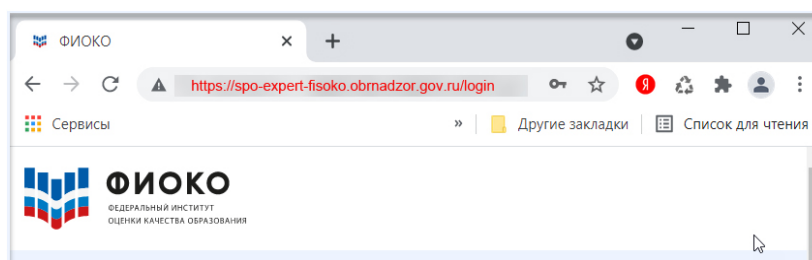 ФИОКО
https://spo-expert-fisoko.obrnadzor.gov.ru/login
Я
Сервисы » Другие закладки Список для чтения
ФИОКО
ФЕДЕРАЛЬНЫЙ ИНСТИТУТ
ОЦЕНКИ КАЧЕСТВА ОБРАЗОВАНИЯ